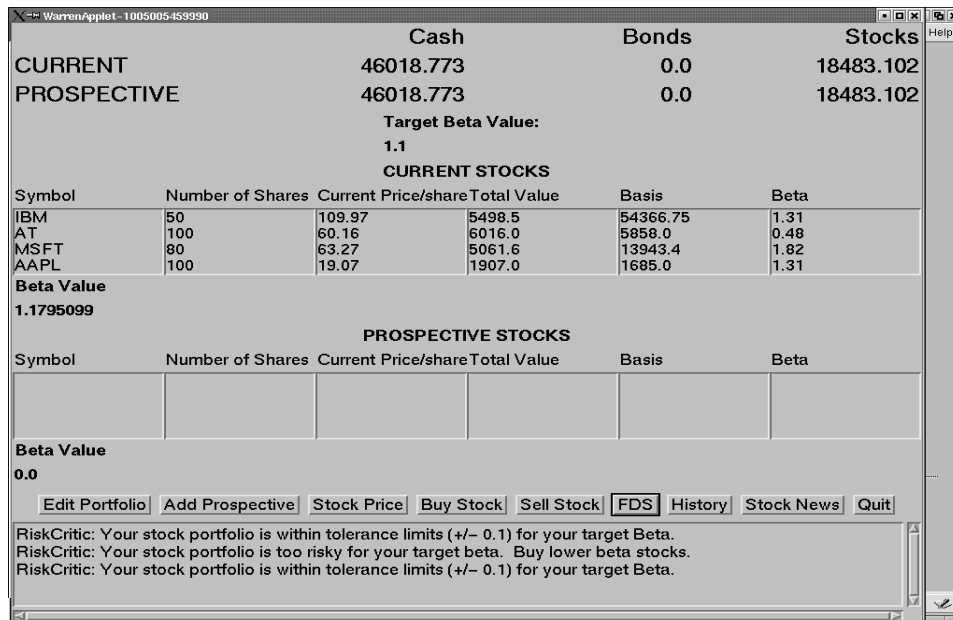 WarrenApplet-1005005459990
Help
Cash Bonds Stocks
CURRENT 46018.773 0.0 18483.102
PROSPECTIVE 46018.773 0.0 18483.102
Target Beta Value:
1.1
CURRENT STOCKS
Symbol Number of Shares Current Price/share Total Value Basis Beta
IBM 50 109.97 5498.5 54366.75 1.31
AT 100 60.16 6016.0 5858.0 0.48
MSFT 80 63.27 5061.6 13943.4 1.82
AAPL 100 19.07 1907.0 1685.0 1.31
Beta Value
1.1795099
PROSPECTIVE STOCKS
Symbol Number of Shares Current Price/share Total Value Basis Beta
Beta Value
0.0
Edit Portfolio Add Prospective Stock Price Buy Stock Sell Stock FDS History Stock News Quit
RiskCritic: Your stock portfolio is within tolerance limits (+/− 0.1) for your target Beta.
RiskCritic: Your stock portfolio is too risky for your target beta.  Buy lower beta stocks.
RiskCritic: Your stock portfolio is within tolerance limits (+/− 0.1) for your target Beta.